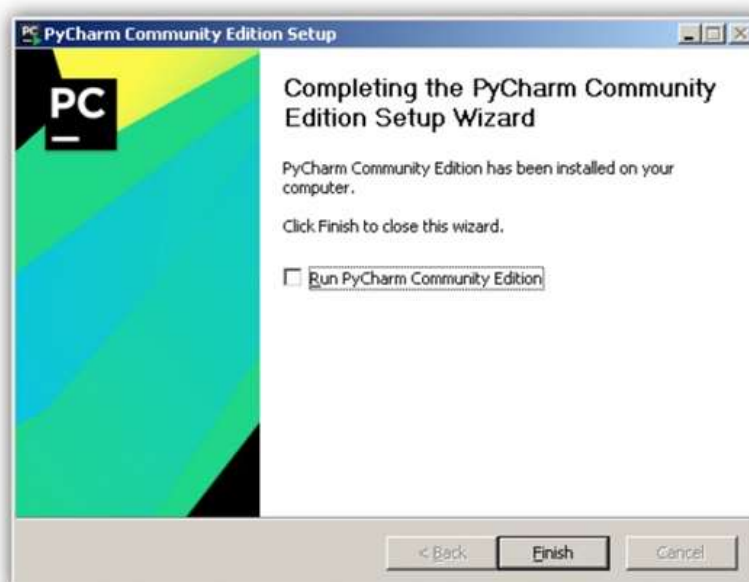 PyCharm Community Edition Setup
PC
Completing the PyCharm Community
Edition Setup Wizard
PyCharm Community Edition has been installed on your
computer.
Click Finish to close this wizard.
Run PyCharm Community Edition
< Back
Finish
Cancel